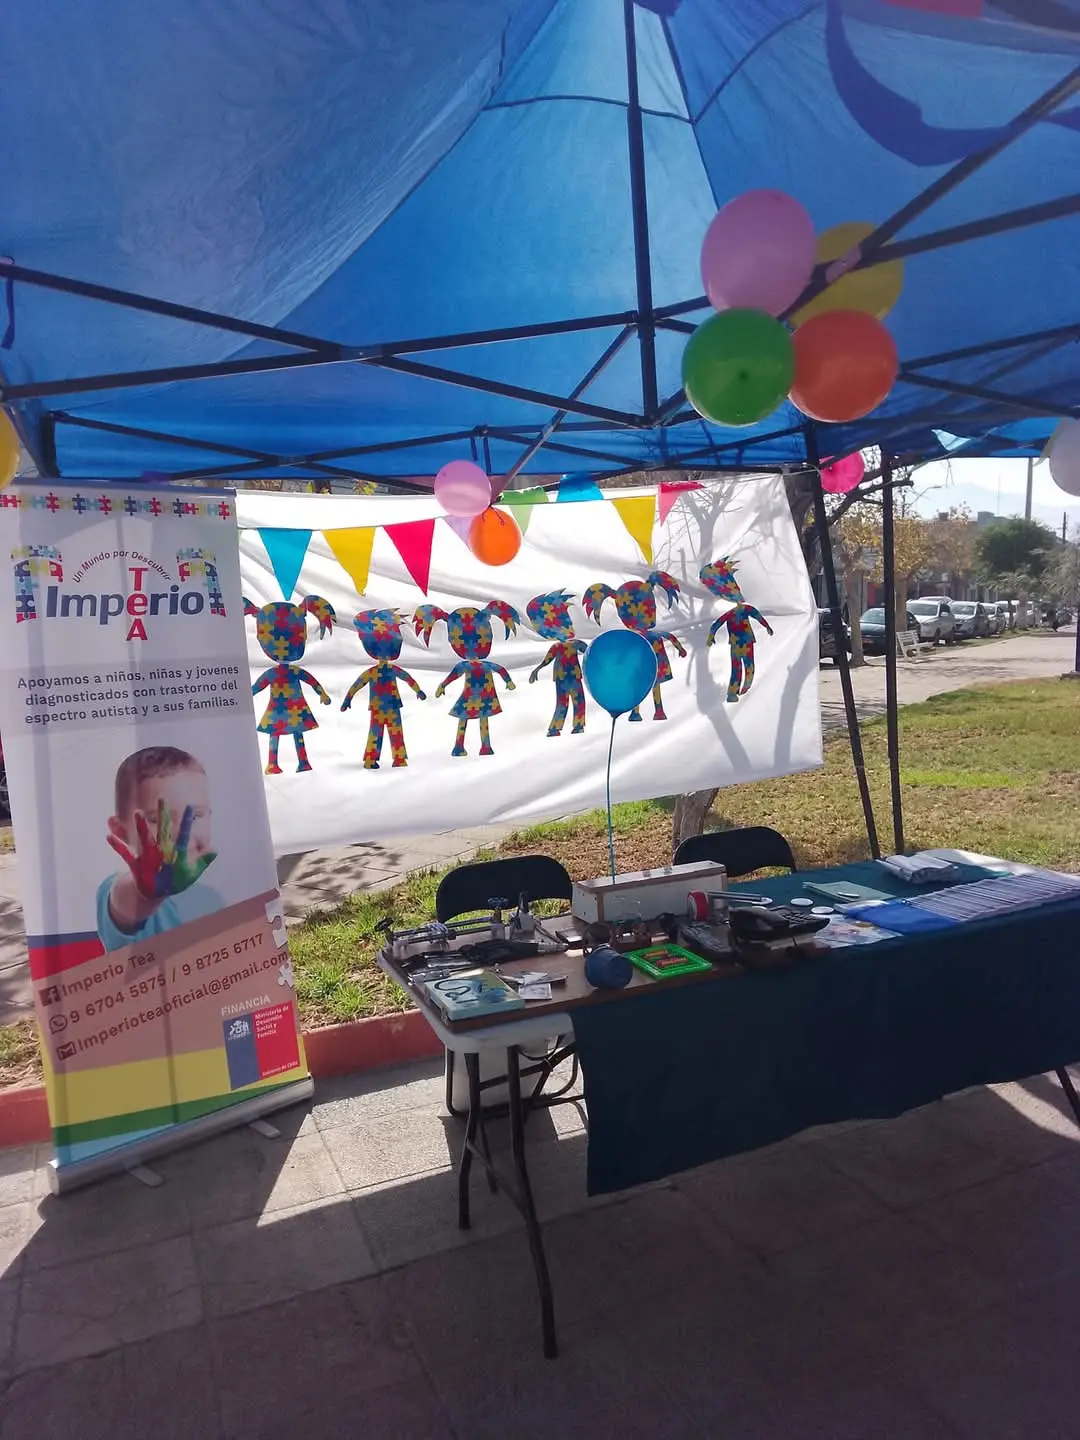 Un Mundo por Descubrir
Imperio
TeA
Apoyamos a niños, niñas y jovenes
diagnosticados con trastorno del
espectro autista y a sus familias.
Imperio Tea
9 6704 5875 / 9 8725 6717
Imperioteaoficial@gmail.com
FINANCIA
Ministerio de
Desarrollo
Social y
Familia
Gobierno de Chile